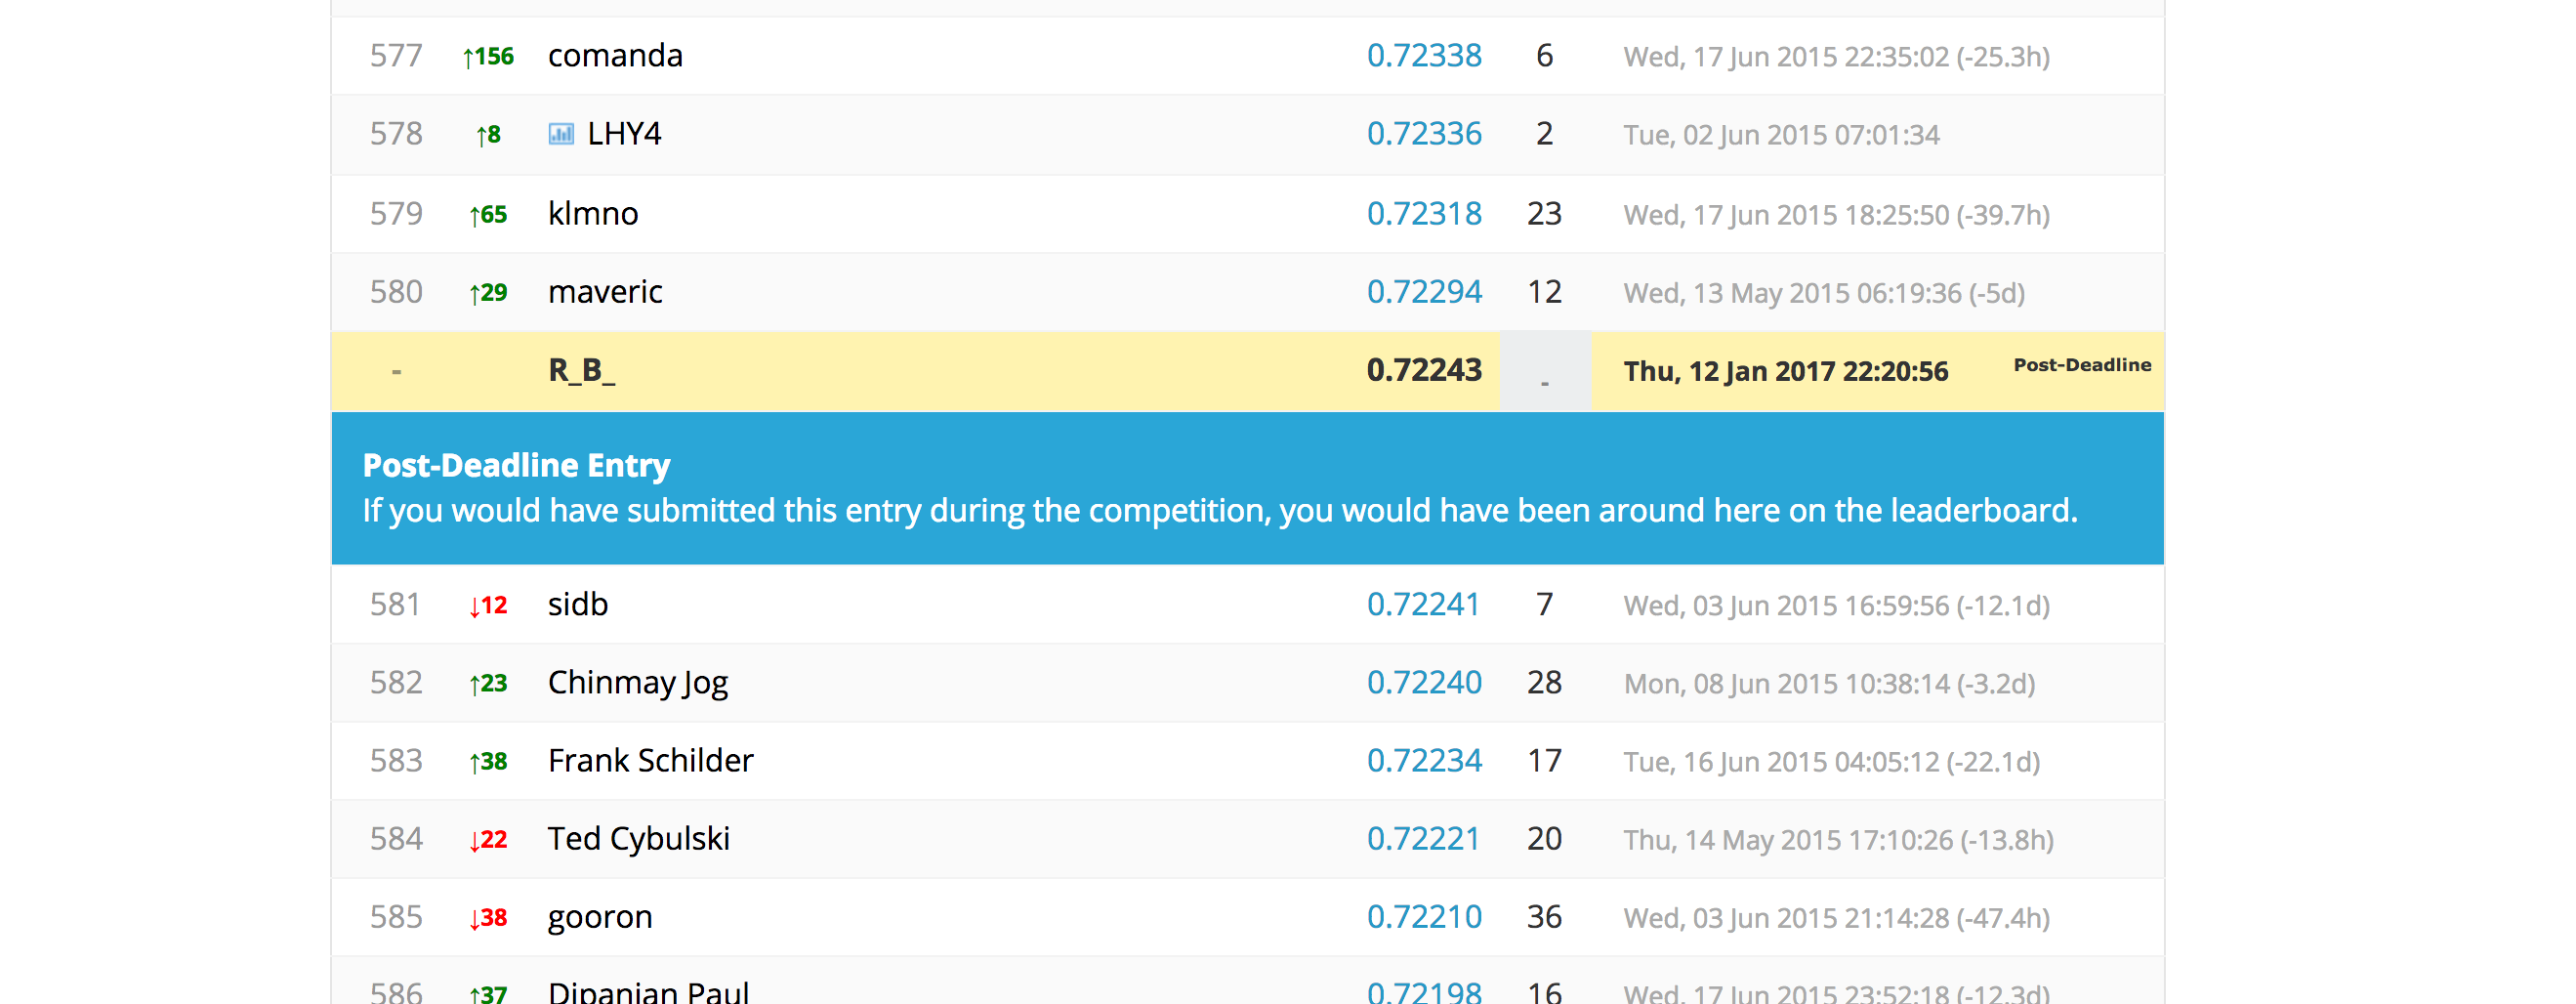 577 ↑156 comanda 0.72338 6 Wed, 17 Jun 2015 22:35:02 (-25.3h)
578 ↑8 LHY4 0.72336 2 Tue, 02 Jun 2015 07:01:34
579 ↑65 klmno 0.72318 23 Wed, 17 Jun 2015 18:25:50 (-39.7h)
580 ↑29 maveric 0.72294 12 Wed, 13 May 2015 06:19:36 (-5d)
- R_B_ 0.72243 - Thu, 12 Jan 2017 22:20:56 Post-Deadline
Post-Deadline Entry
If you would have submitted this entry during the competition, you would have been around here on the leaderboard.
581 ↓12 sidb 0.72241 7 Wed, 03 Jun 2015 16:59:56 (-12.1d)
582 ↑23 Chinmay Jog 0.72240 28 Mon, 08 Jun 2015 10:38:14 (-3.2d)
583 ↑38 Frank Schilder 0.72234 17 Tue, 16 Jun 2015 04:05:12 (-22.1d)
584 ↓22 Ted Cybulski 0.72221 20 Thu, 14 May 2015 17:10:26 (-13.8h)
585 ↓38 gooron 0.72210 36 Wed, 03 Jun 2015 21:14:28 (-47.4h)
586 ↑37 Dipanjan Paul 0.72198 16 Wed, 17 Jun 2015 23:52:18 (-12.3d)